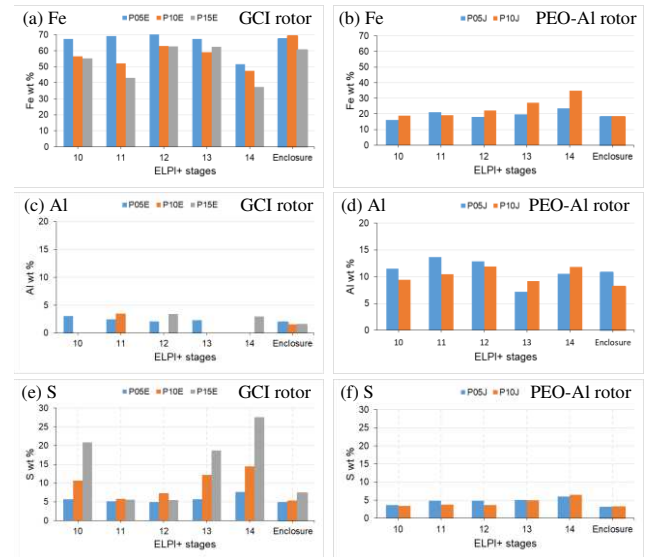 (a) Fe
P05E P10E P15E
GCI rotor
70
60
50
40
30
20
10
0
Fe wt %
10 11 12 13 14 Enclosure
ELPI+ stages
(b) Fe
P05J P10J
PEO-Al rotor
70
60
50
40
30
20
10
0
Fe wt %
10 11 12 13 14 Enclosure
ELPI+ stages
(c) Al
P05E P10E P15E
GCI rotor
20
15
10
5
0
Al wt %
10 11 12 13 14 Enclosure
ELPI+ stages
(d) Al
P05J P10J
PEO-Al rotor
20
15
10
5
0
Al wt %
10 11 12 13 14 Enclosure
ELPI+ stages
(e) S
P05E P10E P15E
GCI rotor
30
25
20
15
10
5
0
S wt %
10 11 12 13 14 Enclosure
ELPI+ stages
(f) S
P05J P10J
PEO-Al rotor
30
25
20
15
10
5
0
S wt %
10 11 12 13 14 Enclosure
ELPI+ stages